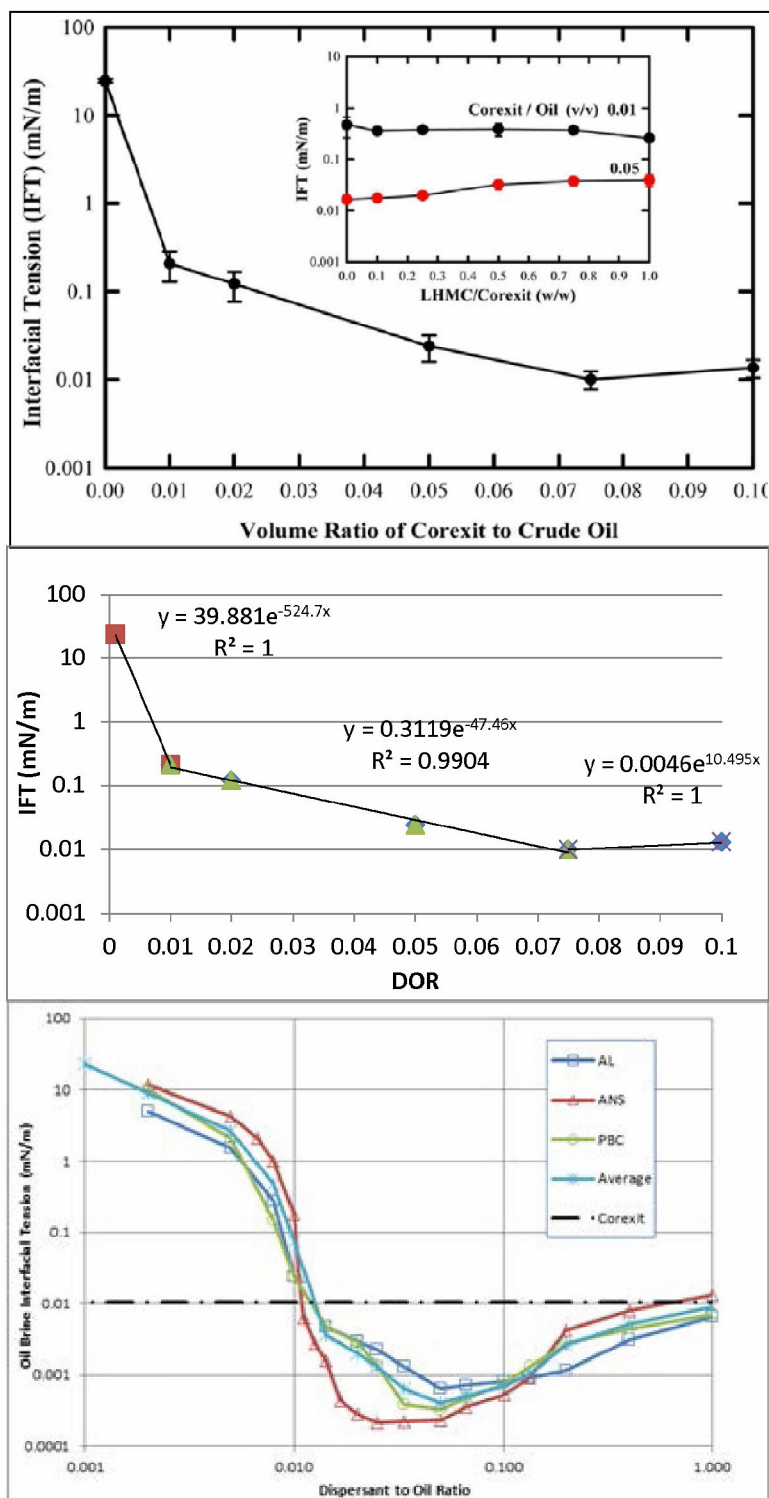 100
10
1
0.1
0.01
0.001
Interfacial Tension (IFT) (mN/m)
10
1
0.1
0.01
0.001
IFT (mN/m)
Corexit / Oil (v/v) 0.01
0.05
0.0 0.1 0.2 0.3 0.4 0.5 0.6 0.7 0.8 0.9 1.0
LHMC/Corexit (w/w)
0.00 0.01 0.02 0.03 0.04 0.05 0.06 0.07 0.08 0.09 0.10
Volume Ratio of Corexit to Crude Oil
100
10
1
0.1
0.01
0.001
IFT (mN/m)
y = 39.881e^-524.7x
R² = 1
y = 0.3119e^-47.46x
R² = 0.9904
y = 0.0046e^10.495x
R² = 1
0 0.01 0.02 0.03 0.04 0.05 0.06 0.07 0.08 0.09 0.1
DOR
100
10
1
0.1
0.01
0.001
0.0001
Oil Brine Interfacial Tension (mN/m)
AL
ANS
PBC
Average
Corexit
0.001 0.010 0.100 1.000
Dispersant to Oil Ratio